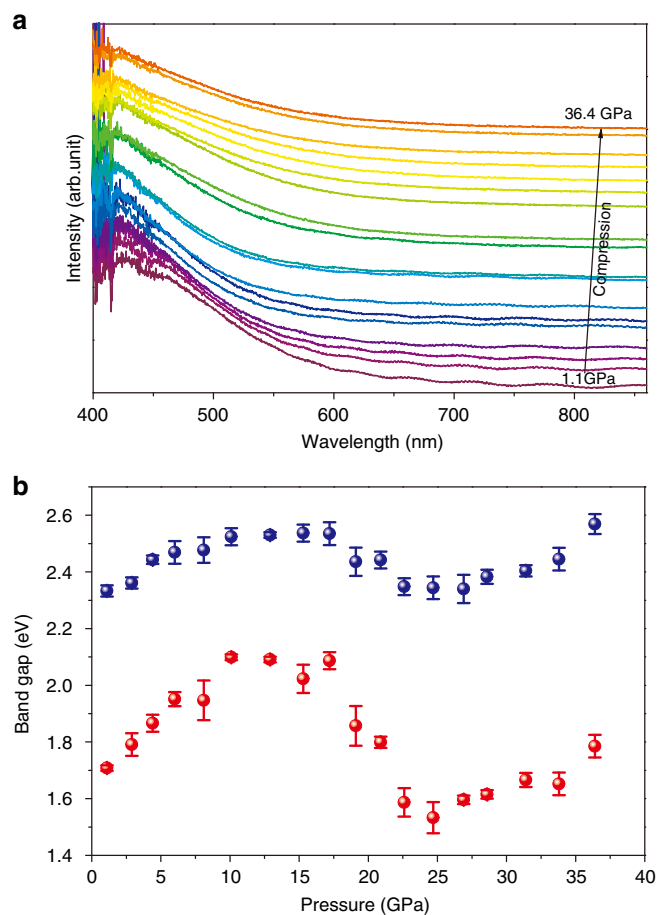 a
Intensity (arb.unit)
36.4 GPa
Compression
1.1GPa
400 500 600 700 800
Wavelength (nm)
b
Band gap (eV)
2.6
2.4
2.2
2.0
1.8
1.6
1.4
0 5 10 15 20 25 30 35 40
Pressure (GPa)